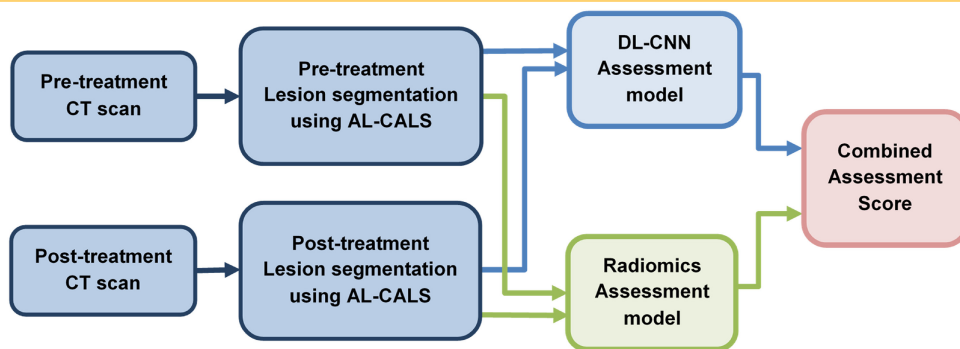 Pre-treatment
CT scan
Pre-treatment
Lesion segmentation
using AL-CALS
DL-CNN
Assessment
model
Combined
Assessment
Score
Post-treatment
CT scan
Post-treatment
Lesion segmentation
using AL-CALS
Radiomics
Assessment
model